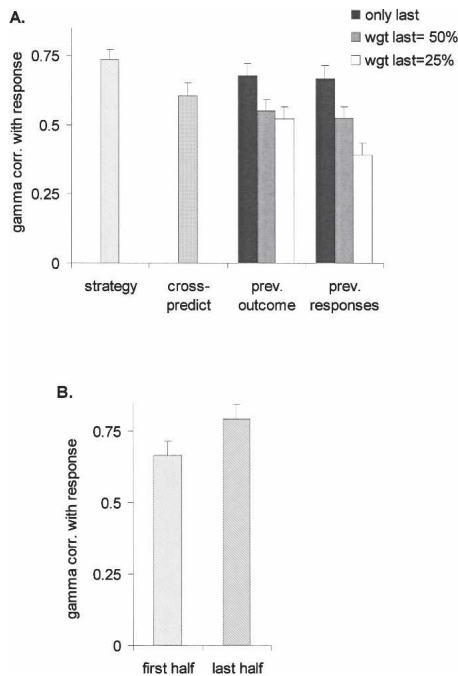 A.
only last
wgt last= 50%
wgt last=25%
gamma corr. with response
0.75
0.5
0.25
0
strategy
cross-
predict
prev.
outcome
prev.
responses
B.
gamma corr. with response
0.75
0.5
0.25
0
first half
last half